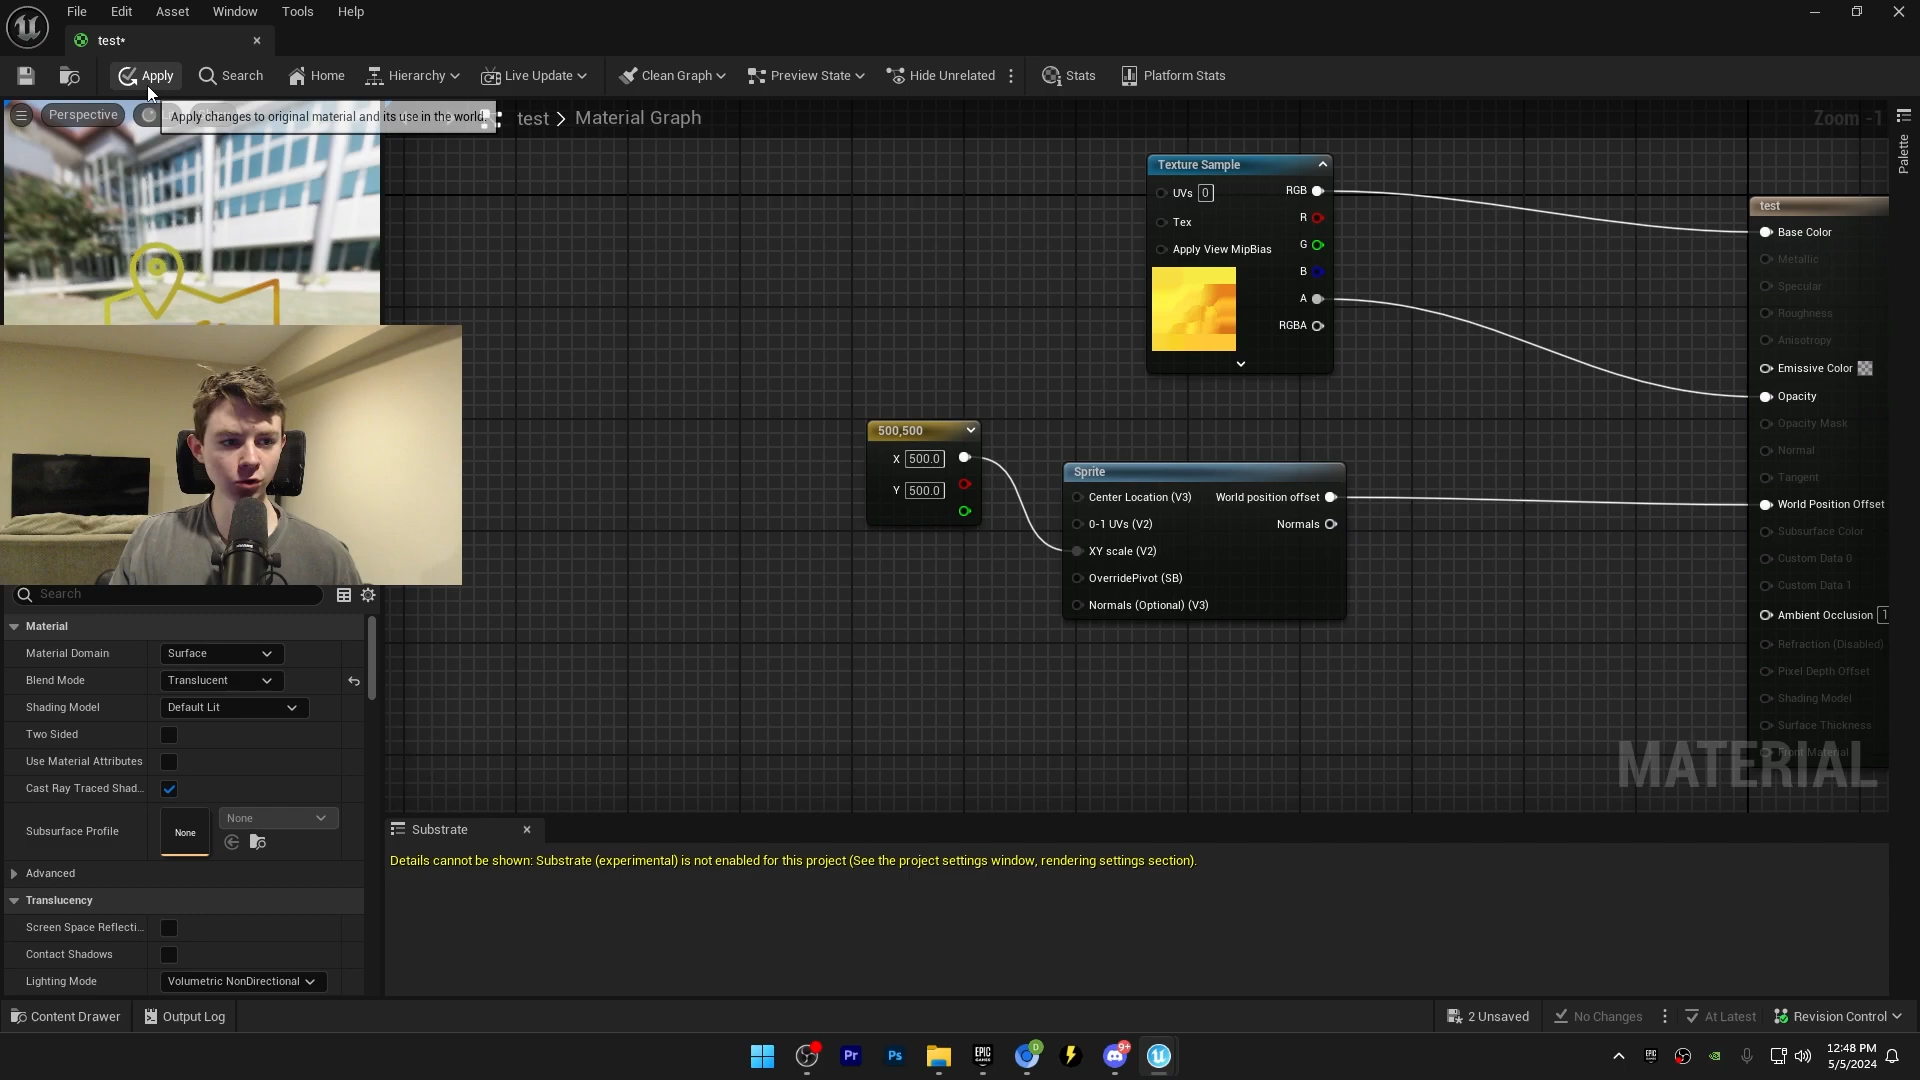 File Edit Asset Window Tools Help
test*
Apply Search Home Hierarchy Live Update Clean Graph Preview State Hide Unrelated Stats Platform Stats
Perspective
Apply changes to original material and its use in the world.
test > Material Graph
Zoom -1
Palette
Texture Sample
UVs 0 RGB
Tex R
Apply View MipBias G
B
A
RGBA
500,500
X 500.0
Y 500.0
Sprite
Center Location (V3) World position offset
0-1 UVs (V2) Normals
XY scale (V2)
OverridePivot (SB)
Normals (Optional) (V3)
test
Base Color
Metallic
Specular
Roughness
Anisotropy
Emissive Color
Opacity
Opacity Mask
Normal
Tangent
World Position Offset
Subsurface Color
Custom Data 0
Custom Data 1
Ambient Occlusion 1
Refraction (Disabled)
Pixel Depth Offset
Shading Model
Surface Thickness
Front Material
MATERIAL
Search
Material
Material Domain Surface
Blend Mode Translucent
Shading Model Default Lit
Two Sided
Use Material Attributes
Cast Ray Traced Shad...
Subsurface Profile None None
Advanced
Translucency
Screen Space Reflecti...
Contact Shadows
Lighting Mode Volumetric NonDirectional
Substrate
Details cannot be shown: Substrate (experimental) is not enabled for this project (See the project settings window, rendering settings section).
Content Drawer Output Log 2 Unsaved No Changes At Latest Revision Control
Pr Ps EPIC GAMES D 9+
12:48 PM
5/5/2024